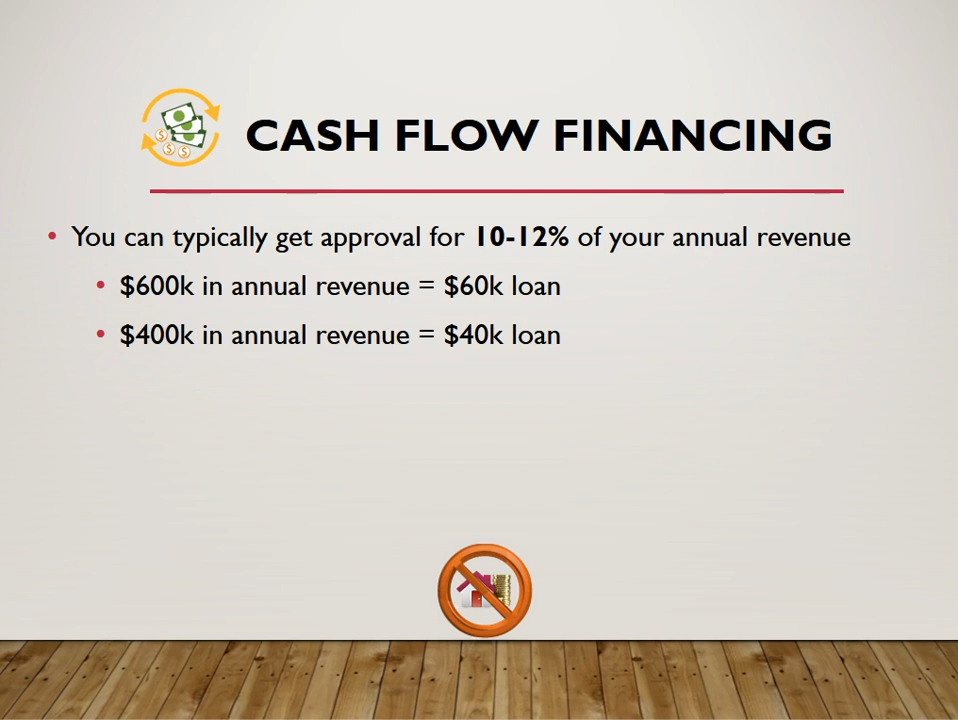 CASH FLOW FINANCING
• You can typically get approval for 10-12% of your annual revenue
• $600k in annual revenue = $60k loan
• $400k in annual revenue = $40k loan